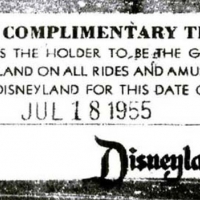 COMPLIMENTARY T
S THE HOLDER TO BE THE G
LAND ON ALL RIDES AND AMU
DISNEYLAND FOR THIS DATE O
JUL 18 1955
Disneyla